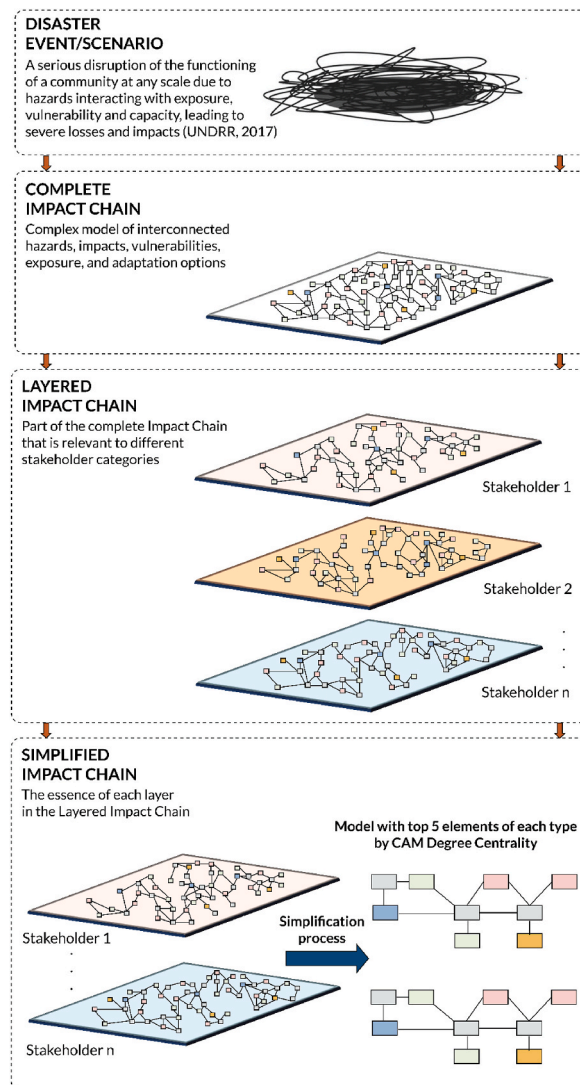 DISASTER
EVENT/SCENARIO
A serious disruption of the functioning
of a community at any scale due to
hazards interacting with exposure,
vulnerability and capacity, leading to
severe losses and impacts (UNDRR, 2017)
COMPLETE
IMPACT CHAIN
Complex model of interconnected
hazards, impacts, vulnerabilities,
exposure, and adaptation options
LAYERED
IMPACT CHAIN
Part of the complete Impact Chain
that is relevant to different
stakeholder categories
Stakeholder 1
Stakeholder 2
Stakeholder n
SIMPLIFIED
IMPACT CHAIN
The essence of each layer
in the Layered Impact Chain
Model with top 5 elements of each type
by CAM Degree Centrality
Stakeholder 1
Simplification
process
Stakeholder n